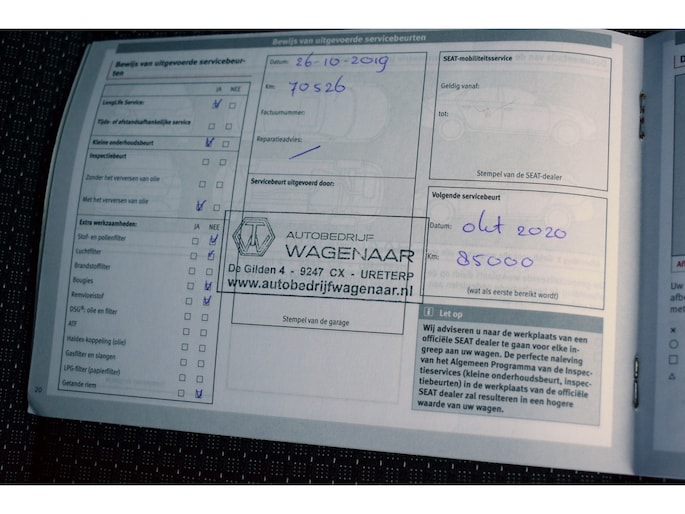 Bewijs van uitgevoerde servicebeurten
Bewijs van uitgevoerde servicebeur-
ten
JA NEE
LongLife Service:
Tijds- of afstandsafhankelijke service
Kleine onderhoudsbeurt
Inspectiebeurt
Zonder het verversen van olie
Met het verversen van olie
Extra werkzaamheden: JA NEE
Stof- en pollenfilter
Luchtfilter
Brandstoffilter
Bougies
Remvloeistof
DSG®: olie en filter
ATF
Haldex-koppeling (olie)
Gasfilter en slangen
LPG-filter (papierfilter)
Getande riem
20
Datum: 26-10-2019
Km: 70526
Factuurnummer:
Reparatieadvies:
Servicebeurt uitgevoerd door:
AUTOBEDRIJF
WAGENAAR
De Gilden 4 - 9247 CX - URETERP
www.autobedrijfwagenaar.nl
Stempel van de garage
SEAT-mobiliteitsservice
Geldig vanaf:
tot:
Stempel van de SEAT-dealer
Volgende servicebeurt
Datum: okt 2020
Km: 85000
(wat als eerste bereikt wordt)
i Let op
Wij adviseren u naar de werkplaats van een
officiële SEAT dealer te gaan voor elke in-
greep aan uw wagen. De perfecte naleving
van het Algemeen Programma van de Inspec-
tieservices (kleine onderhoudsbeurt, inspec-
tiebeurten) in de werkplaats van de officiële
SEAT dealer zal resulteren in een hogere
waarde van uw wagen.
D
Uw
met